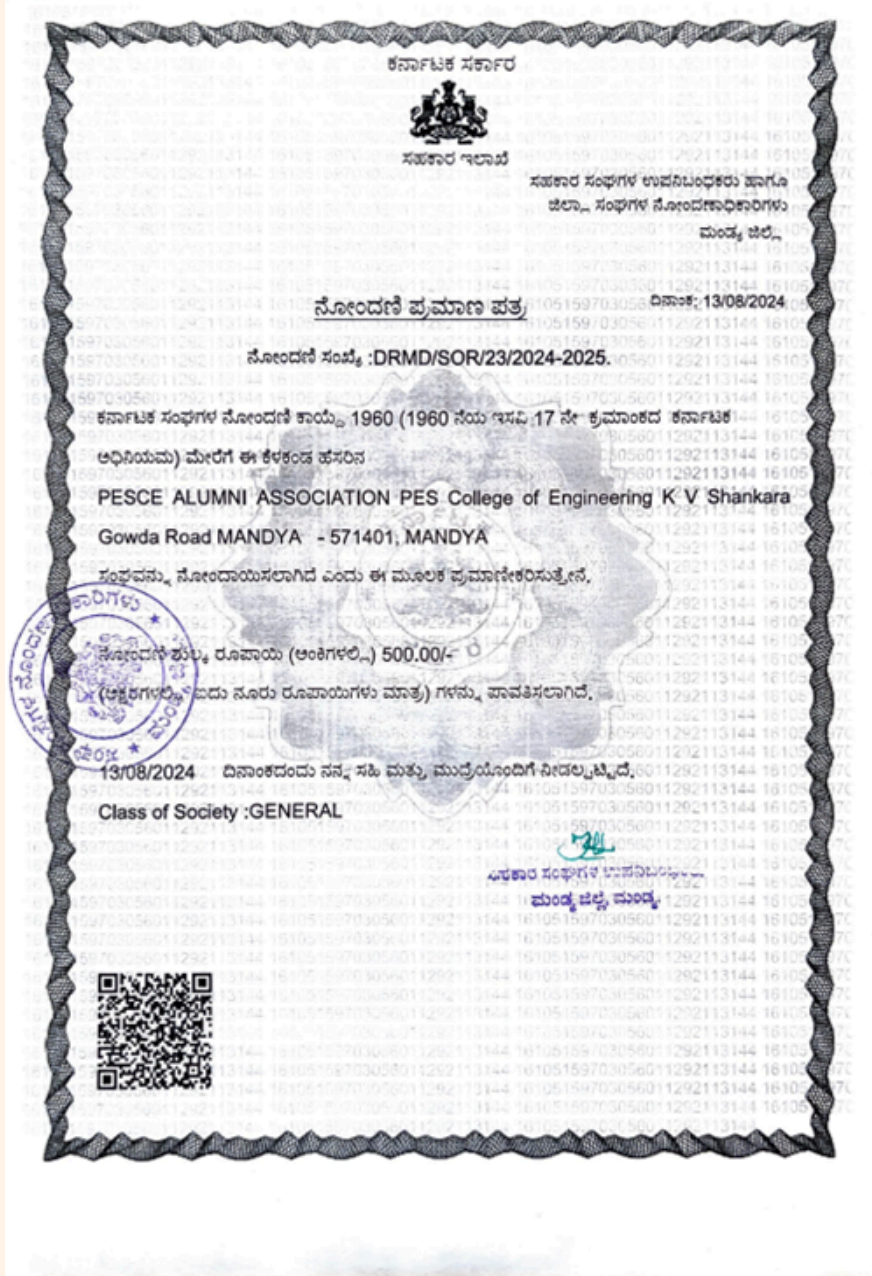 ಕರ್ನಾಟಕ ಸರ್ಕಾರ
ಸಹಕಾರ ಇಲಾಖೆ
ಸಹಕಾರ ಸಂಘಗಳ ಉಪನಿಬಂಧಕರು ಹಾಗೂ
ಜಿಲ್ಲಾ ಸಂಘಗಳ ನೋಂದಣಾಧಿಕಾರಿಗಳು
ಮಂಡ್ಯ ಜಿಲ್ಲೆ
ದಿನಾಂಕ: 13/08/2024
ನೋಂದಣಿ ಪ್ರಮಾಣ ಪತ್ರ
ನೋಂದಣಿ ಸಂಖ್ಯೆ :DRMD/SOR/23/2024-2025.
ಕರ್ನಾಟಕ ಸಂಘಗಳ ನೋಂದಣಿ ಕಾಯ್ದೆ 1960 (1960 ನೆಯ ಇಸವಿ 17 ನೇ ಕ್ರಮಾಂಕದ ಕರ್ನಾಟಕ
ಅಧಿನಿಯಮ) ಮೇರೆಗೆ ಈ ಕೆಳಕಂಡ ಹೆಸರಿನ
PESCE ALUMNI ASSOCIATION PES College of Engineering K V Shankara
Gowda Road MANDYA - 571401, MANDYA
ಸಂಘವನ್ನು ನೋಂದಾಯಿಸಲಾಗಿದೆ ಎಂದು ಈ ಮೂಲಕ ಪ್ರಮಾಣೀಕರಿಸುತ್ತೇನೆ.
ನೋಂದಣಿ ಶುಲ್ಕ ರೂಪಾಯಿ (ಅಂಕಿಗಳಲ್ಲಿ) 500.00/-
(ಅಕ್ಷರಗಳಲ್ಲಿ ಐದು ನೂರು ರೂಪಾಯಿಗಳು ಮಾತ್ರ) ಗಳನ್ನು ಪಾವತಿಸಲಾಗಿದೆ.
13/08/2024 ದಿನಾಂಕದಂದು ನನ್ನ ಸಹಿ ಮತ್ತು ಮುದ್ರೆಯೊಂದಿಗೆ ನೀಡಲ್ಪಟ್ಟಿದೆ.
Class of Society :GENERAL
ಸಹಕಾರ ಸಂಘಗಳ
ಮಂಡ್ಯ ಜಿಲ್ಲೆ, ಮಂಡ್ಯ